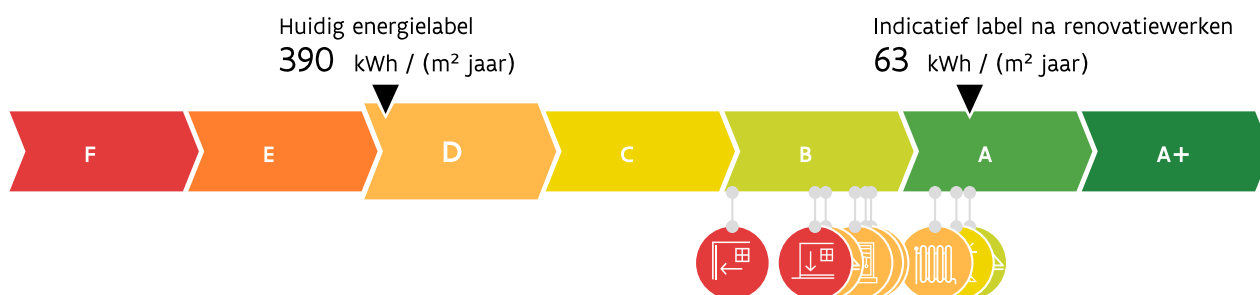 Huidig energielabel
390 kWh / (m² jaar)
Indicatief label na renovatiewerken
63 kWh / (m² jaar)
F E D C B A A+